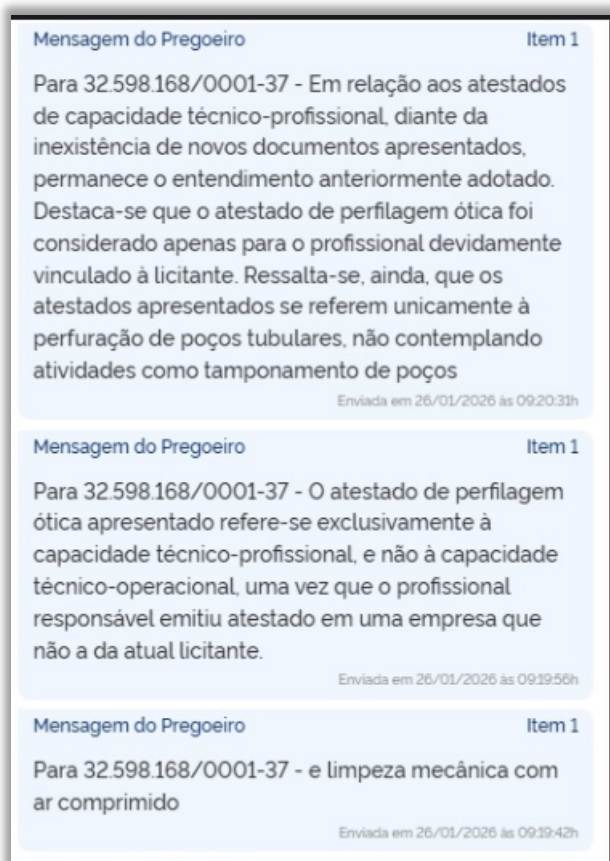 Mensagem do Pregoeiro Item 1
Para 32.598.168/0001-37 - Em relação aos atestados
de capacidade técnico-profissional, diante da
inexistência de novos documentos apresentados,
permanece o entendimento anteriormente adotado.
Destaca-se que o atestado de perfilagem ótica foi
considerado apenas para o profissional devidamente
vinculado à licitante. Ressalta-se, ainda, que os
atestados apresentados se referem unicamente à
perfuração de poços tubulares, não contemplando
atividades como tamponamento de poços
Enviada em 26/01/2026 às 09:20:31h
Mensagem do Pregoeiro Item 1
Para 32.598.168/0001-37 - O atestado de perfilagem
ótica apresentado refere-se exclusivamente à
capacidade técnico-profissional, e não à capacidade
técnico-operacional, uma vez que o profissional
responsável emitiu atestado em uma empresa que
não a da atual licitante.
Enviada em 26/01/2026 às 09:19:56h
Mensagem do Pregoeiro Item 1
Para 32.598.168/0001-37 - e limpeza mecânica com
ar comprimido
Enviada em 26/01/2026 às 09:19:42h